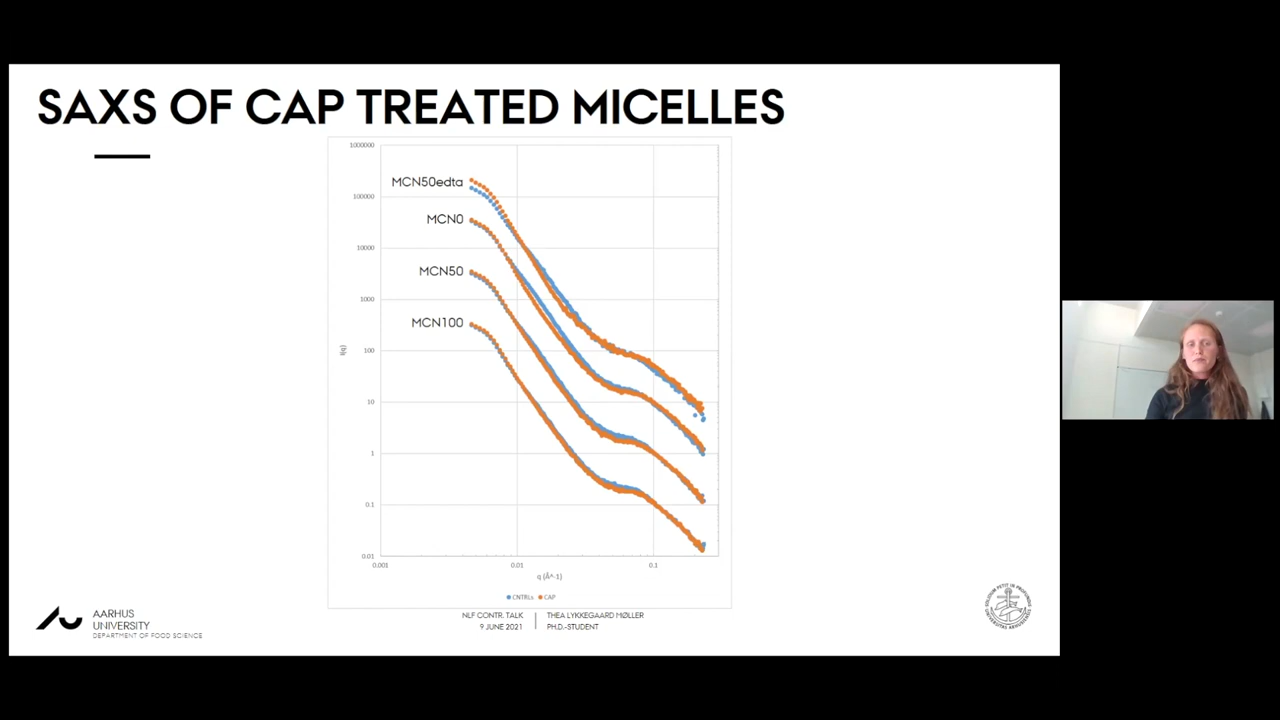 SAXS OF CAP TREATED MICELLES
1000000
100000
10000
1000
100
10
1
0.1
0.01
I(q)
MCN50edta
MCN0
MCN50
MCN100
0.001
0.01
0.1
q (Å^-1)
CNTRLs CAP
AARHUS
UNIVERSITY
DEPARTMENT OF FOOD SCIENCE
NLF CONTR. TALK
9 JUNE 2021
THEA LYKKEGAARD MØLLER
PH.D.-STUDENT